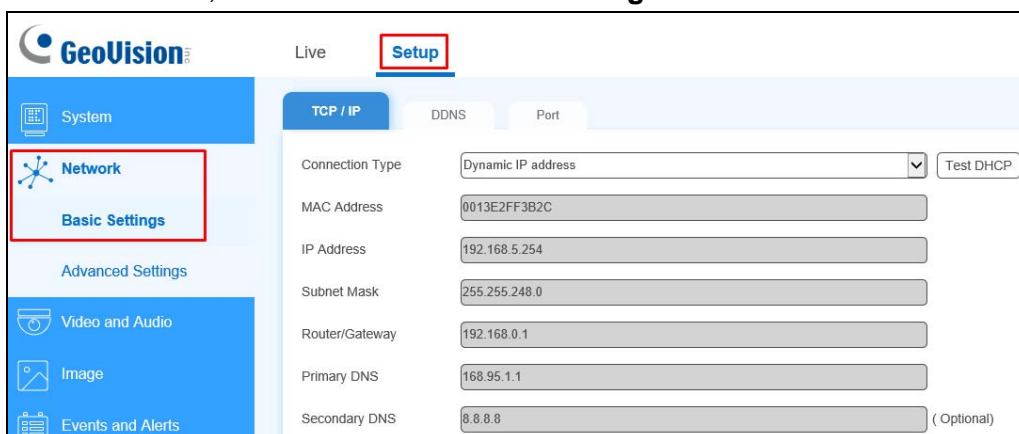 GeoVision Inc
Live Setup
System
TCP / IP DDNS Port
Network
Connection Type Dynamic IP address Test DHCP
Basic Settings
MAC Address 0013E2FF3B2C
IP Address 192.168.5.254
Advanced Settings
Subnet Mask 255.255.248.0
Video and Audio
Router/Gateway 192.168.0.1
Image
Primary DNS 168.95.1.1
Events and Alerts
Secondary DNS 8.8.8.8 ( Optional)